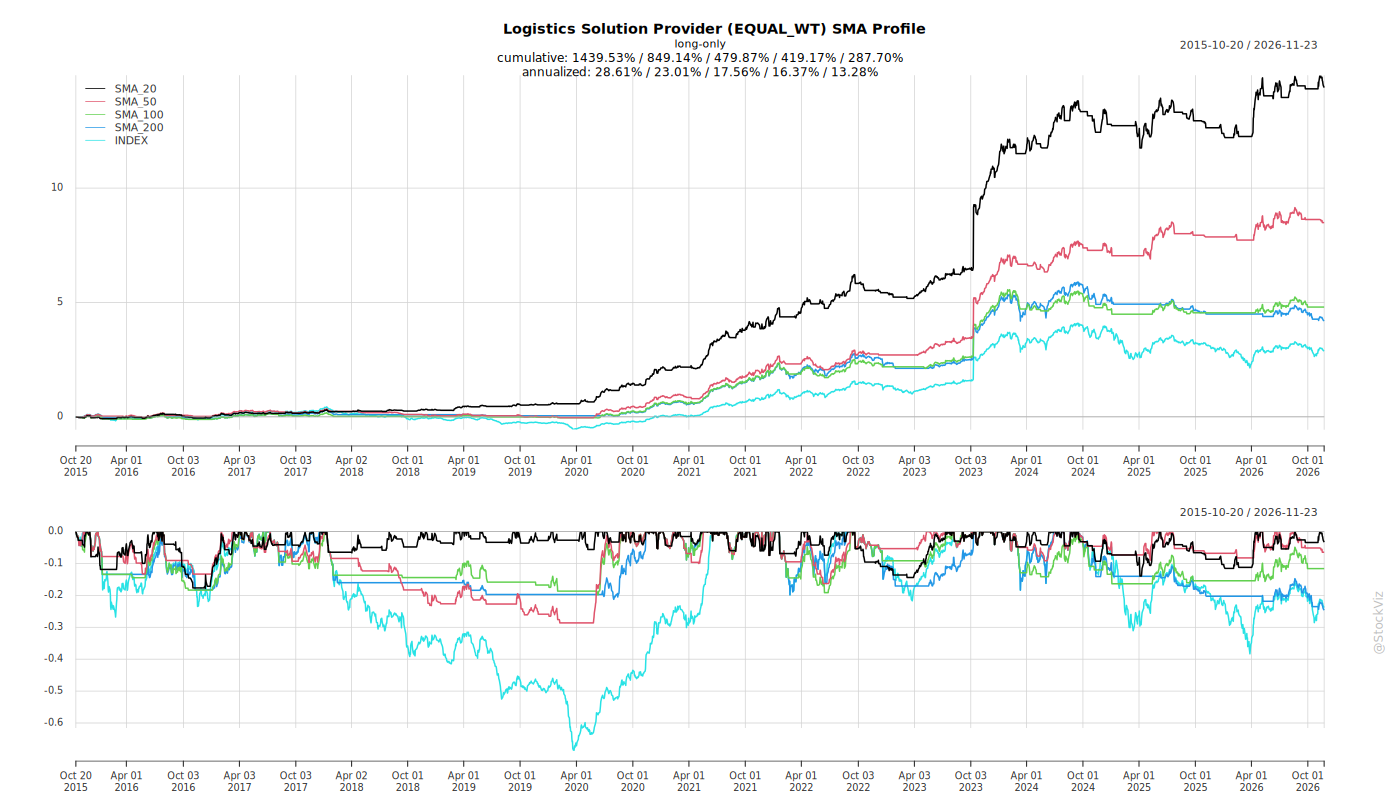 Logistics Solution Provider (EQUAL_WT) SMA Profile
long-only
2015-10-20 / 2026-11-23
cumulative: 1439.53% / 849.14% / 479.87% / 419.17% / 287.70%
annualized: 28.61% / 23.01% / 17.56% / 16.37% / 13.28%
SMA_20
SMA_50
SMA_100
SMA_200
INDEX
10
5
0
Oct 20 Apr 01 Oct 03 Apr 03 Oct 03 Apr 02 Oct 01 Apr 01 Oct 01 Apr 01 Oct 01 Apr 01 Oct 01 Apr 01 Oct 03 Apr 03 Oct 03 Apr 01 Oct 01 Apr 01 Oct 01 Apr 01 Oct 01
2015 2016 2016 2017 2017 2018 2018 2019 2019 2020 2020 2021 2021 2022 2022 2023 2023 2024 2024 2025 2025 2026 2026
2015-10-20 / 2026-11-23
0.0
-0.1
-0.2
-0.3
-0.4
-0.5
-0.6
Oct 20 Apr 01 Oct 03 Apr 03 Oct 03 Apr 02 Oct 01 Apr 01 Oct 01 Apr 01 Oct 01 Apr 01 Oct 01 Apr 01 Oct 03 Apr 03 Oct 03 Apr 01 Oct 01 Apr 01 Oct 01 Apr 01 Oct 01
2015 2016 2016 2017 2017 2018 2018 2019 2019 2020 2020 2021 2021 2022 2022 2023 2023 2024 2024 2025 2025 2026 2026
@StockViz